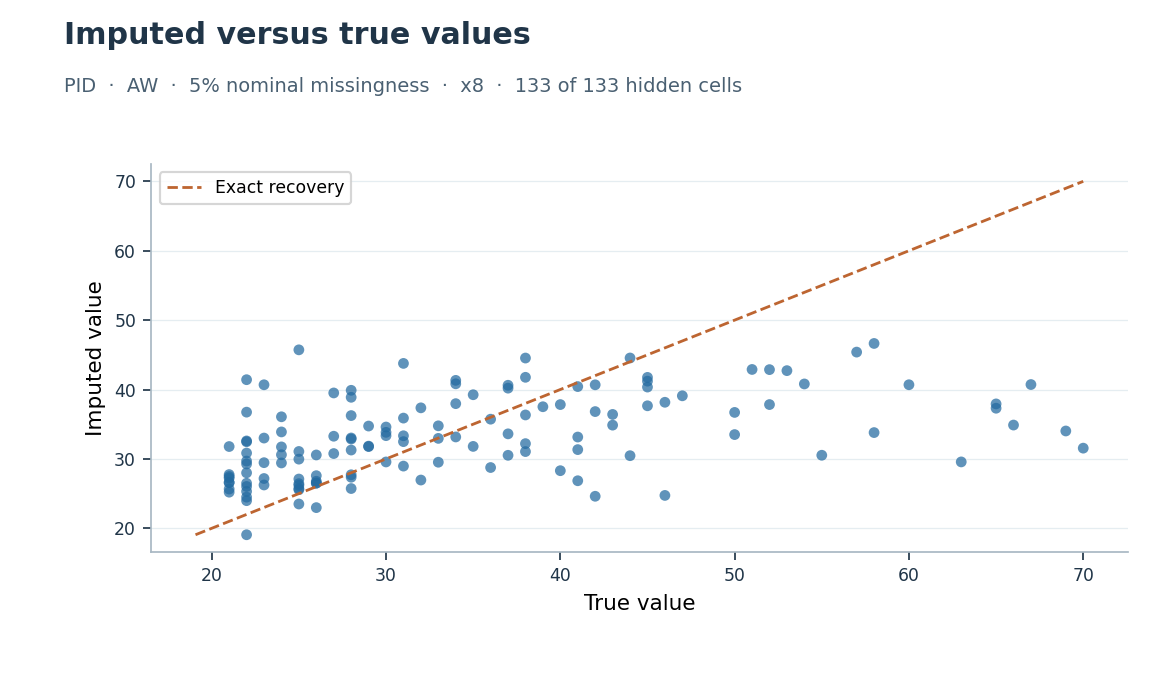 Imputed versus true values
PID · AW · 5% nominal missingness · x8 · 133 of 133 hidden cells
Exact recovery
70
60
50
40
30
20
Imputed value
20 30 40 50 60 70
True value